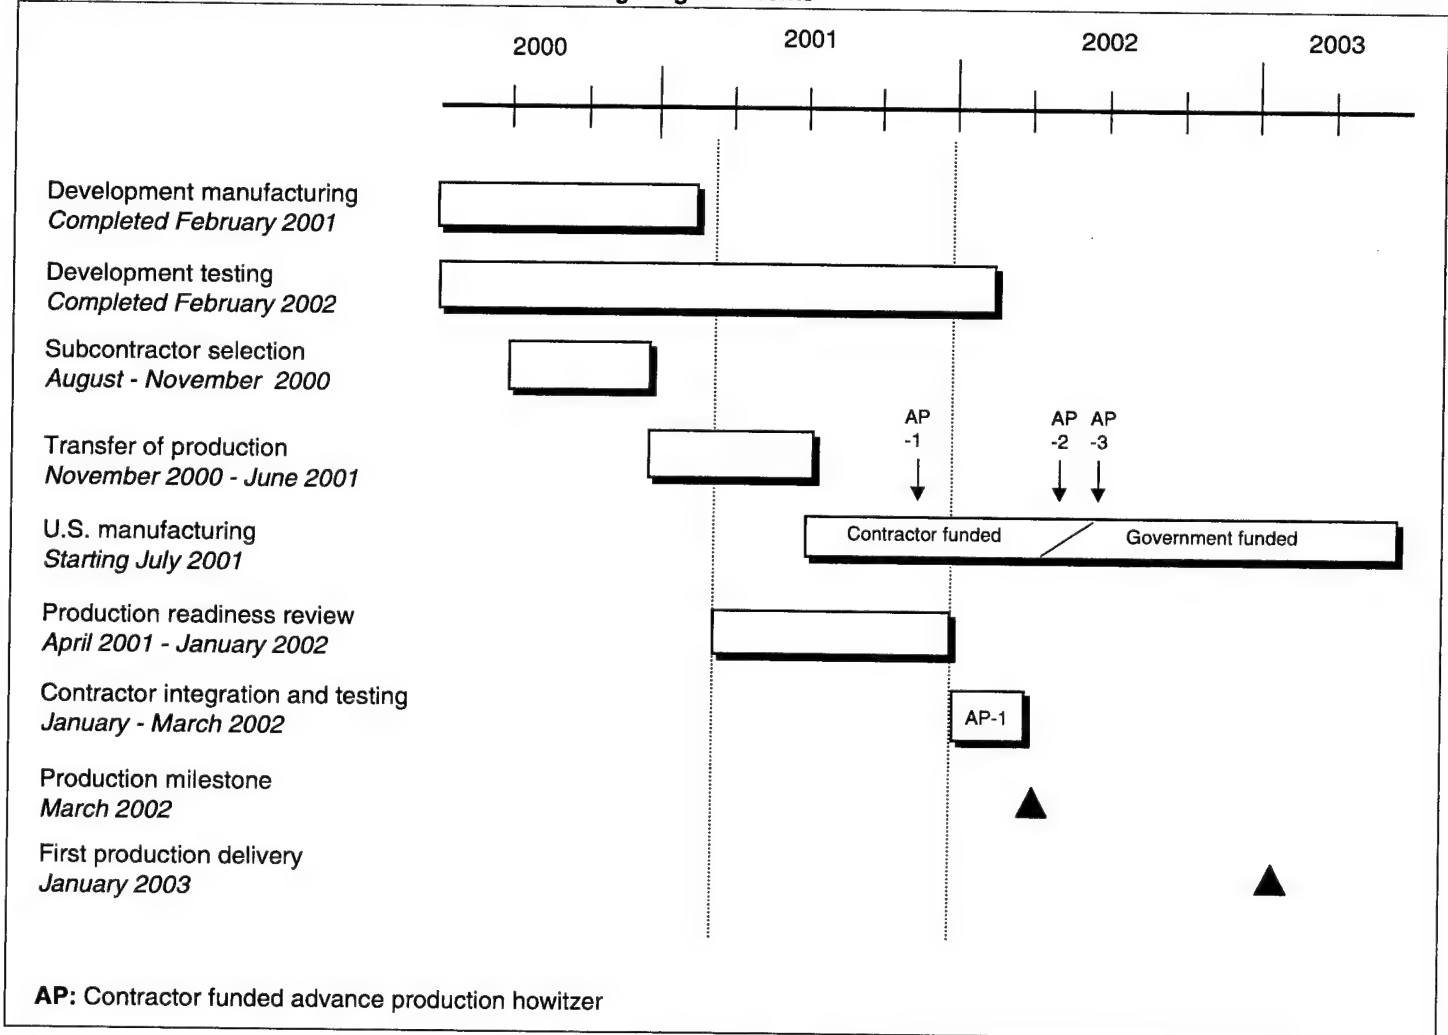 2000 2001 2002 2003
Development manufacturing
Completed February 2001
Development testing
Completed February 2002
Subcontractor selection
August - November 2000
AP AP AP
-1 -2 -3
Transfer of production
November 2000 - June 2001
U.S. manufacturing
Starting July 2001
Contractor funded Government funded
Production readiness review
April 2001 - January 2002
Contractor integration and testing
January - March 2002
AP-1
Production milestone
March 2002
First production delivery
January 2003
AP: Contractor funded advance production howitzer